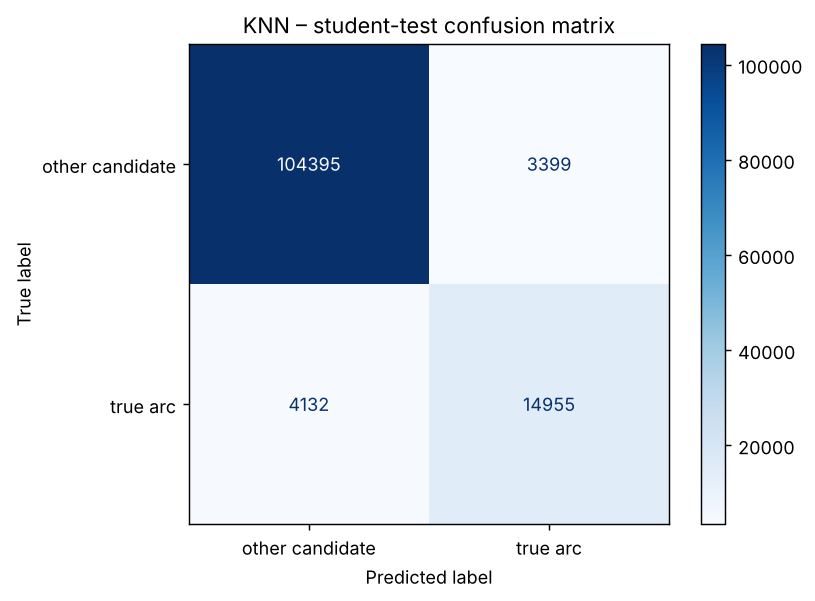 KNN – student-test confusion matrix
True label
other candidate
true arc
104395
3399
4132
14955
other candidate
true arc
Predicted label
100000
80000
60000
40000
20000